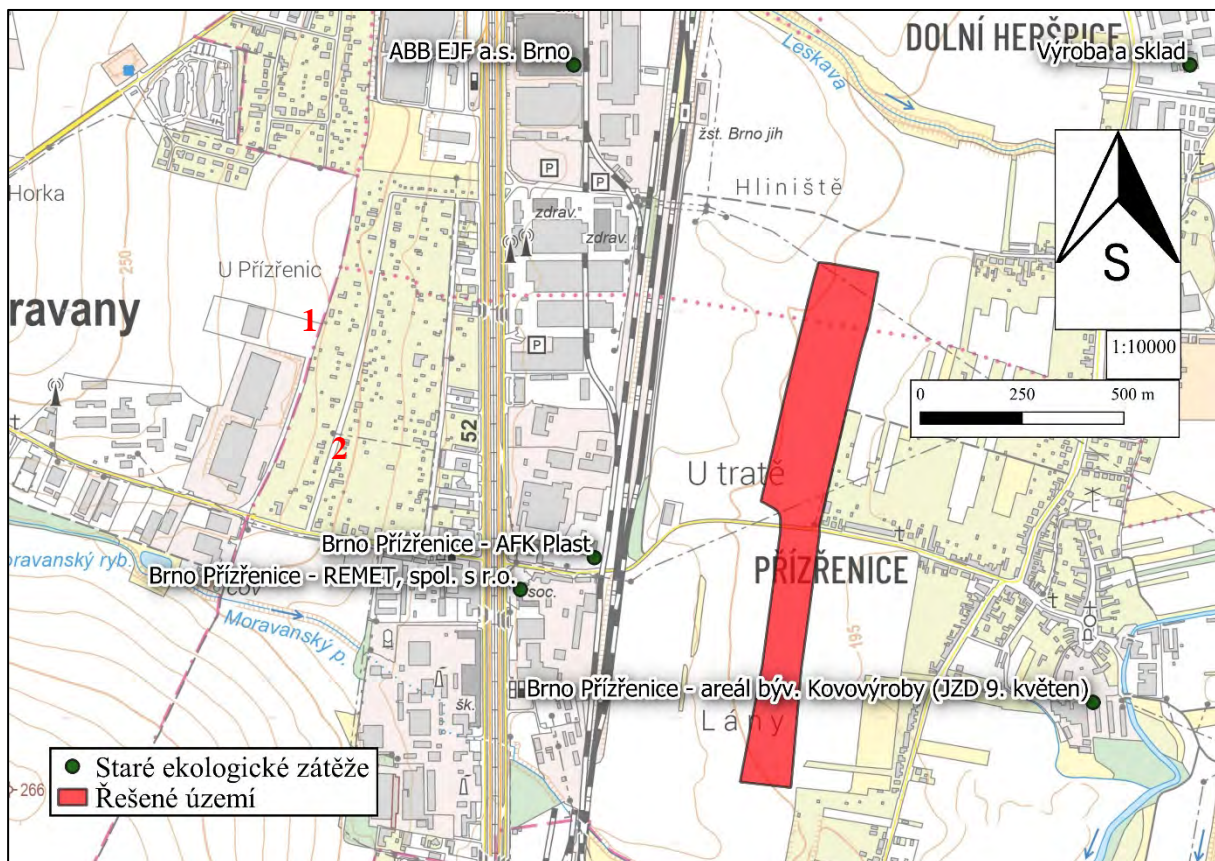 DOLNÍ HERŠPICE
ABB EJF a.s. Brno
Výroba a sklad
Leskava
žst. Brno jih
P
P
Hliniště
Horka
zdrav.
zdrav.
250
U Přízřenic
S
ravany
1
P
1:10000
0 250 500 m
52
2
U tratě
Brno Přízřenice - AFK Plast
PŘÍZŘENICE
oravanský ryb.
Brno Přízřenice - REMET, spol. s r.o.
soc.
Moravanský p.
195
Brno Přízřenice - areál býv. Kovovýroby (JZD 9. květen)
šk.
Lány
Staré ekologické zátěže
266
Řešené území